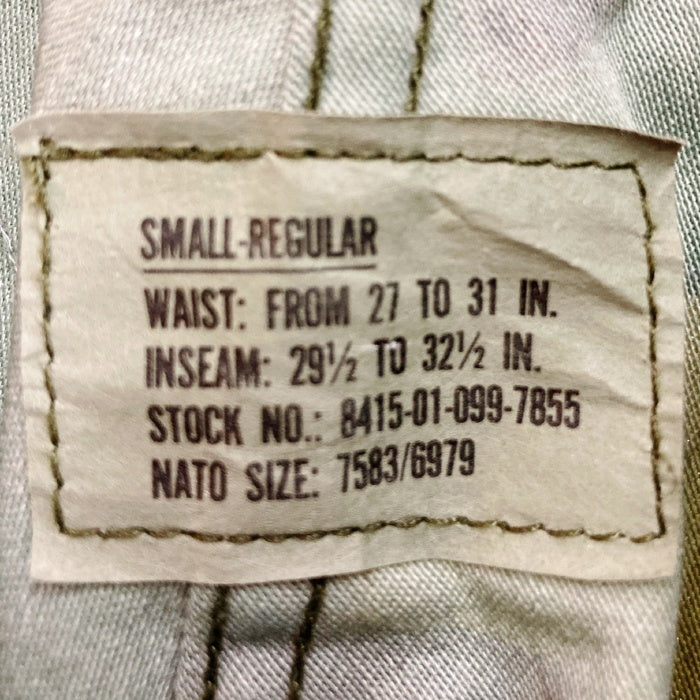 SMALL-REGULAR
WAIST: FROM 27 TO 31 IN.
INSEAM: 29½ TO 32½ IN.
STOCK NO.: 8415-01-099-7855
NATO SIZE: 7583/6979